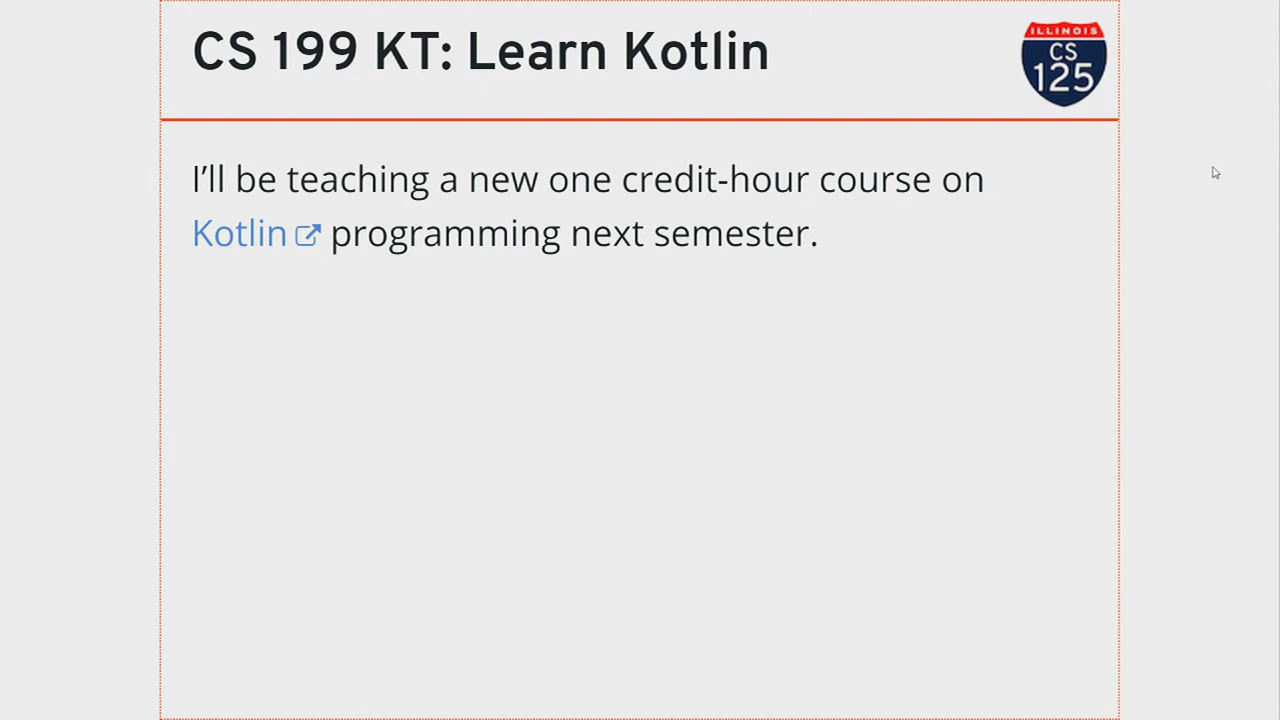 CS 199 KT: Learn Kotlin
ILLINOIS
CS
125
I’ll be teaching a new one credit-hour course on
Kotlin programming next semester.